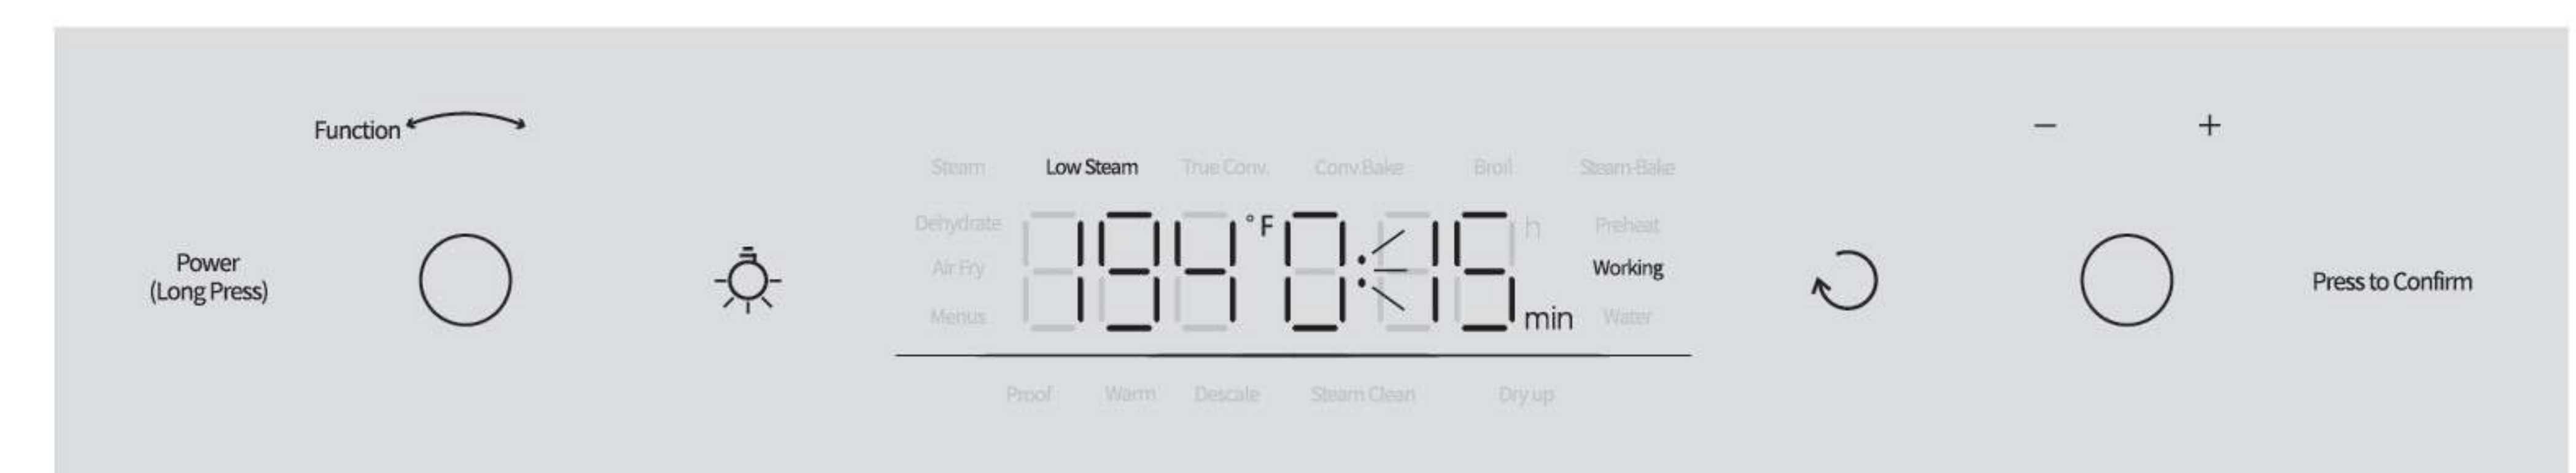 Function
− +
Steam Low Steam True Conv. Conv.Bake Broil Steam-Bake
Dehydrate Preheat
194 °F 0:15 h min
Power
(Long Press)
Air Fry Working
Press to Confirm
Menus Water
Proof Warm Descale Steam Clean Dry up